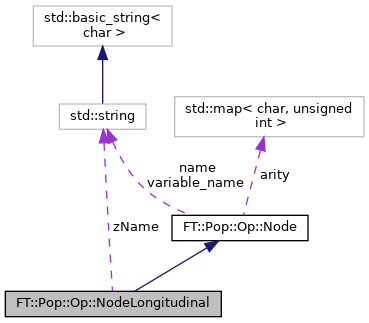 std::basic_string<
char >
std::string
std::map< char, unsigned
int >
name
variable_name
arity
zName
FT::Pop::Op::Node
FT::Pop::Op::NodeLongitudinal